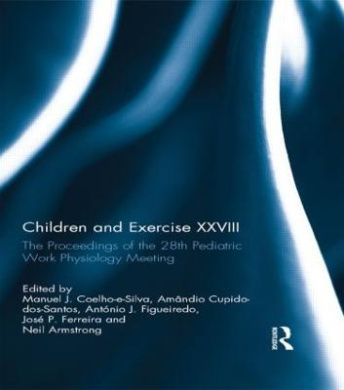 Children and Exercise XXVIII
The Proceedings of the 28th Pediatric
Work Physiology Meeting
Edited by
Manuel J. Coelho-e-Silva, Amândio Cupido-
dos-Santos, António J. Figueiredo,
José P. Ferreira and
Neil Armstrong
R
ROUTLEDGE